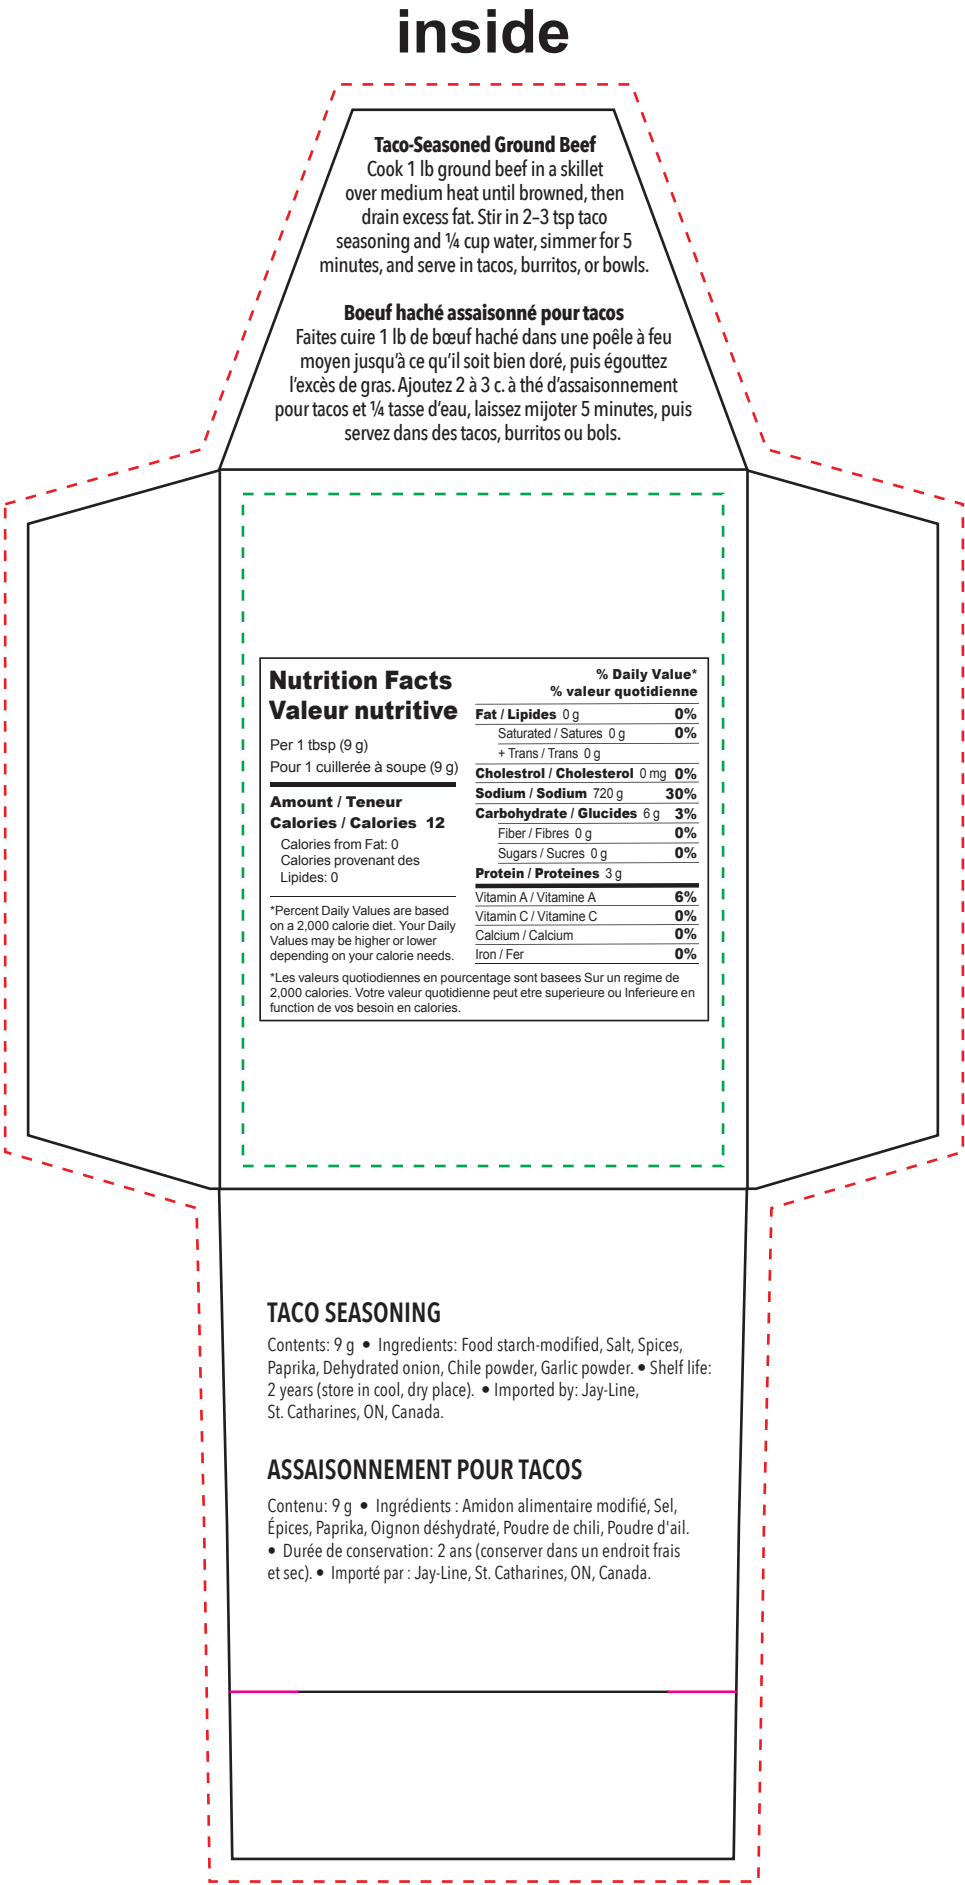 inside
Taco-Seasoned Ground Beef
Cook 1 lb ground beef in a skillet
over medium heat until browned, then
drain excess fat. Stir in 2–3 tsp taco
seasoning and ¼ cup water, simmer for 5
minutes, and serve in tacos, burritos, or bowls.
Boeuf haché assaisonné pour tacos
Faites cuire 1 lb de bœuf haché dans une poêle à feu
moyen jusqu’à ce qu’il soit bien doré, puis égouttez
l’excès de gras. Ajoutez 2 à 3 c. à thé d’assaisonnement
pour tacos et ¼ tasse d’eau, laissez mijoter 5 minutes, puis
servez dans des tacos, burritos ou bols.
Nutrition Facts
Valeur nutritive
Per 1 tbsp (9 g)
Pour 1 cuillerée à soupe (9 g)
Amount / Teneur
Calories / Calories 12
Calories from Fat: 0
Calories provenant des
Lipides: 0
*Percent Daily Values are based
on a 2,000 calorie diet. Your Daily
Values may be higher or lower
depending on your calorie needs.
% Daily Value*
% valeur quotidienne
Fat / Lipides 0 g 0%
Saturated / Satures 0 g 0%
+ Trans / Trans 0 g
Cholestrol / Cholesterol 0 mg 0%
Sodium / Sodium 720 g 30%
Carbohydrate / Glucides 6 g 3%
Fiber / Fibres 0 g 0%
Sugars / Sucres 0 g 0%
Protein / Proteines 3 g
Vitamin A / Vitamine A 6%
Vitamin C / Vitamine C 0%
Calcium / Calcium 0%
Iron / Fer 0%
*Les valeurs quotiodiennes en pourcentage sont basees Sur un regime de
2,000 calories. Votre valeur quotidienne peut etre superieure ou Inferieure en
function de vos besoin en calories.
TACO SEASONING
Contents: 9 g • Ingredients: Food starch-modified, Salt, Spices,
Paprika, Dehydrated onion, Chile powder, Garlic powder. • Shelf life:
2 years (store in cool, dry place). • Imported by: Jay-Line,
St. Catharines, ON, Canada.
ASSAISONNEMENT POUR TACOS
Contenu: 9 g • Ingrédients : Amidon alimentaire modifié, Sel,
Épices, Paprika, Oignon déshydraté, Poudre de chili, Poudre d'ail.
• Durée de conservation: 2 ans (conserver dans un endroit frais
et sec). • Importé par : Jay-Line, St. Catharines, ON, Canada.